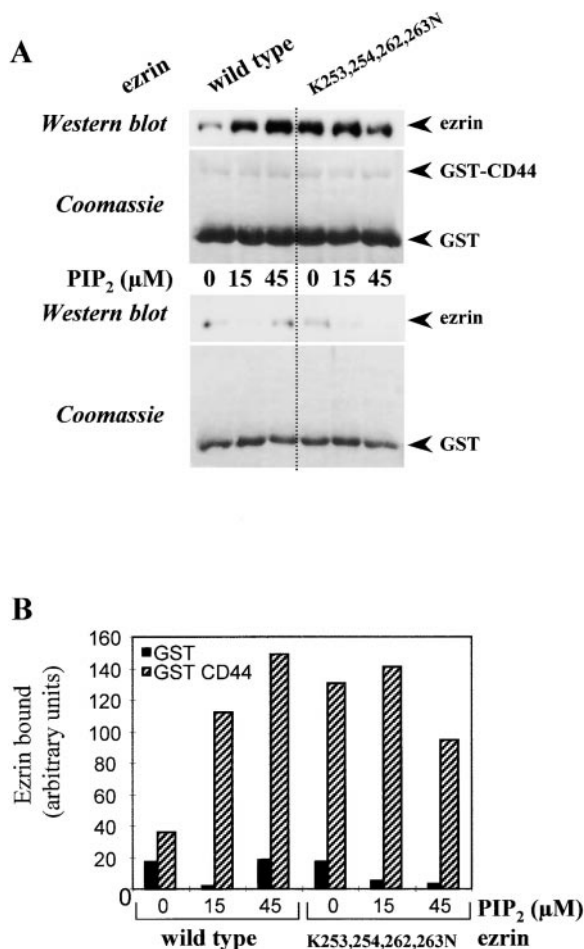 A
ezrin wild type K253,254,262,263N
Western blot ezrin
GST-CD44
Coomassie
GST
PIP2 (μM) 0 15 45 0 15 45
Western blot ezrin
Coomassie
GST
B
160
140
120
100
80
60
40
20
0
GST
GST CD44
Ezrin bound
(arbitrary units)
0 15 45 0 15 45 PIP2 (μM)
wild type K253,254,262,263N ezrin